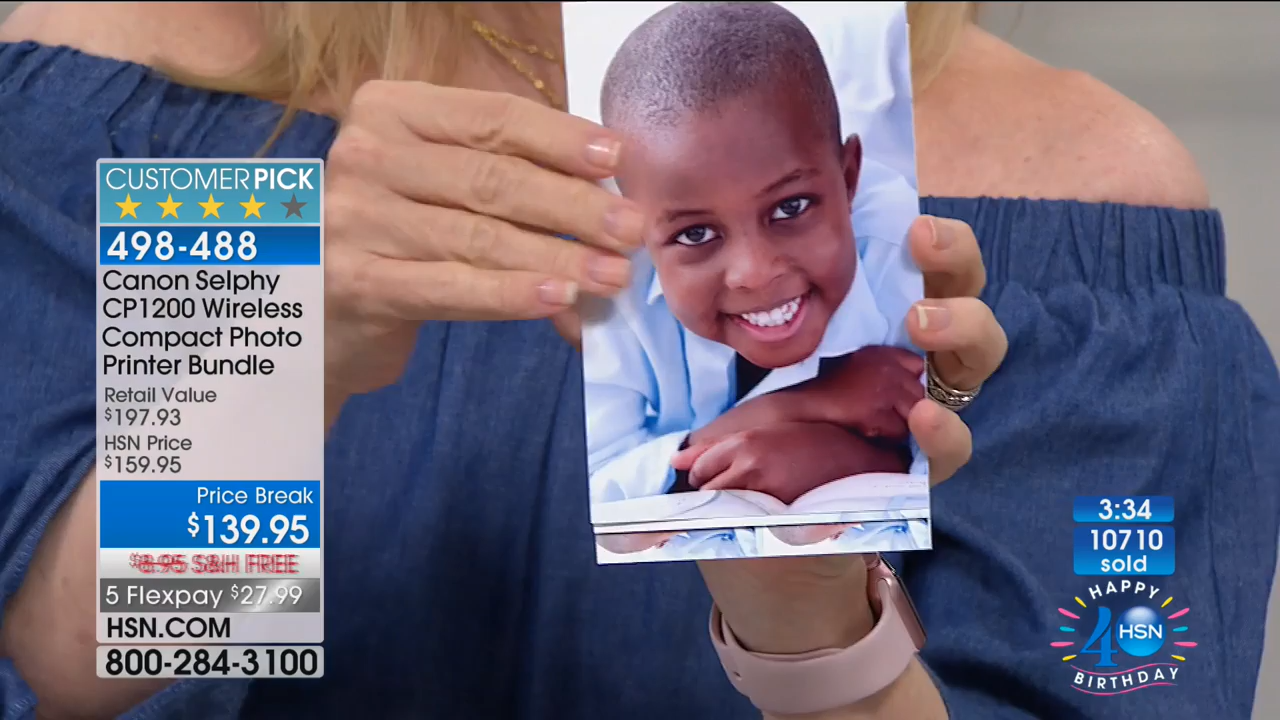 CUSTOMERPICK
498-488
Canon Selphy
CP1200 Wireless
Compact Photo
Printer Bundle
Retail Value
$197.93
HSN Price
$159.95
Price Break
$139.95
$8.95 S&H FREE
5 Flexpay $27.99
HSN.COM
800-284-3100
3:34
10710
sold
HAPPY
40 HSN
BIRTHDAY